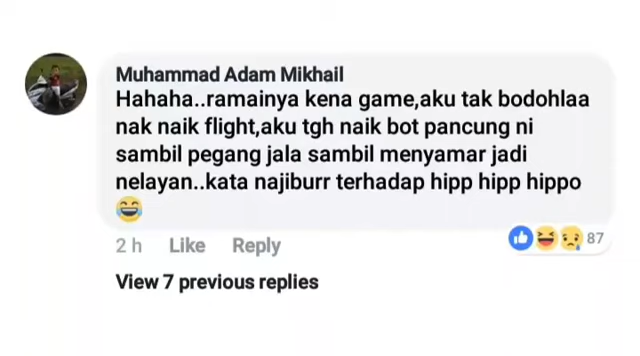 Muhammad Adam Mikhail
Hahaha..ramainya kena game,aku tak bodohlaa
nak naik flight,aku tgh naik bot pancung ni
sambil pegang jala sambil menyamar jadi
nelayan..kata najiburr terhadap hipp hipp hippo
😂
2 h Like Reply 87
View 7 previous replies